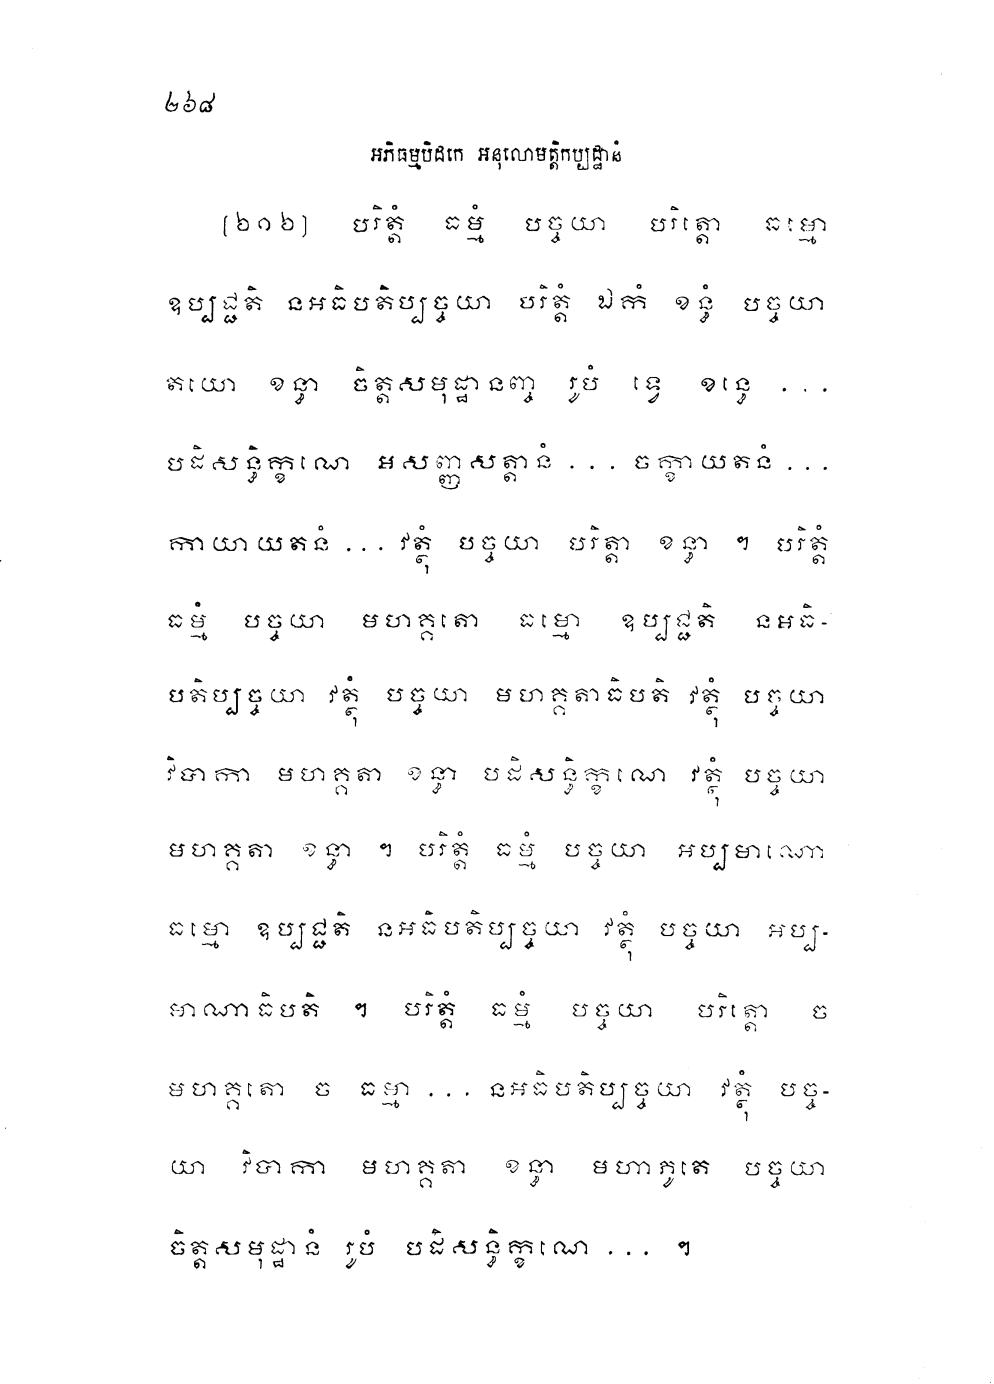 ២៦៨
អភិធម្មបិដកេ អនុលោមត្តិកប្បដ្ឋានំ
[២០២] បរិត្តំ ធម្មំ បច្ចយា បរិត្តោ ធម្មោ
ឧប្បជ្ជតិ នអធិបតិប្បច្ចយា បរិត្តំ ឯកំ ខន្ធំ បច្ចយា
តយោ ខន្ធា ចិត្តសមុដ្ឋានញ្ច រូបំ ទ្វេ ខន្ធេ ...
បដិសន្ធិក្ខណេ អសញ្ញសត្តានំ ... ចក្ខាយតនំ ...
កាយាយតនំ ... វត្ថុំ បច្ចយា បរិត្តា ខន្ធា ។ បរិត្តំ
ធម្មំ បច្ចយា មហគ្គតោ ធម្មោ ឧប្បជ្ជតិ នអធិ-
បតិប្បច្ចយា វត្ថុំ បច្ចយា មហគ្គតាធិបតិ វត្ថុំ បច្ចយា
វិបាកា មហគ្គតា ខន្ធា បដិសន្ធិក្ខណេ វត្ថុំ បច្ចយា
មហគ្គតា ខន្ធា ។ បរិត្តំ ធម្មំ បច្ចយា អប្បមាណោ
ធម្មោ ឧប្បជ្ជតិ នអធិបតិប្បច្ចយា វត្ថុំ បច្ចយា អប្ប-
មាណាធិបតិ ។ បរិត្តំ ធម្មំ បច្ចយា បរិត្តោ ច
មហគ្គតោ ច ធម្មា ... នអធិបតិប្បច្ចយា វត្ថុំ បច្ច-
យា វិបាកា មហគ្គតា ខន្ធា មហាភូតេ បច្ចយា
ចិត្តសមុដ្ឋានំ រូបំ បដិសន្ធិក្ខណេ ... ។